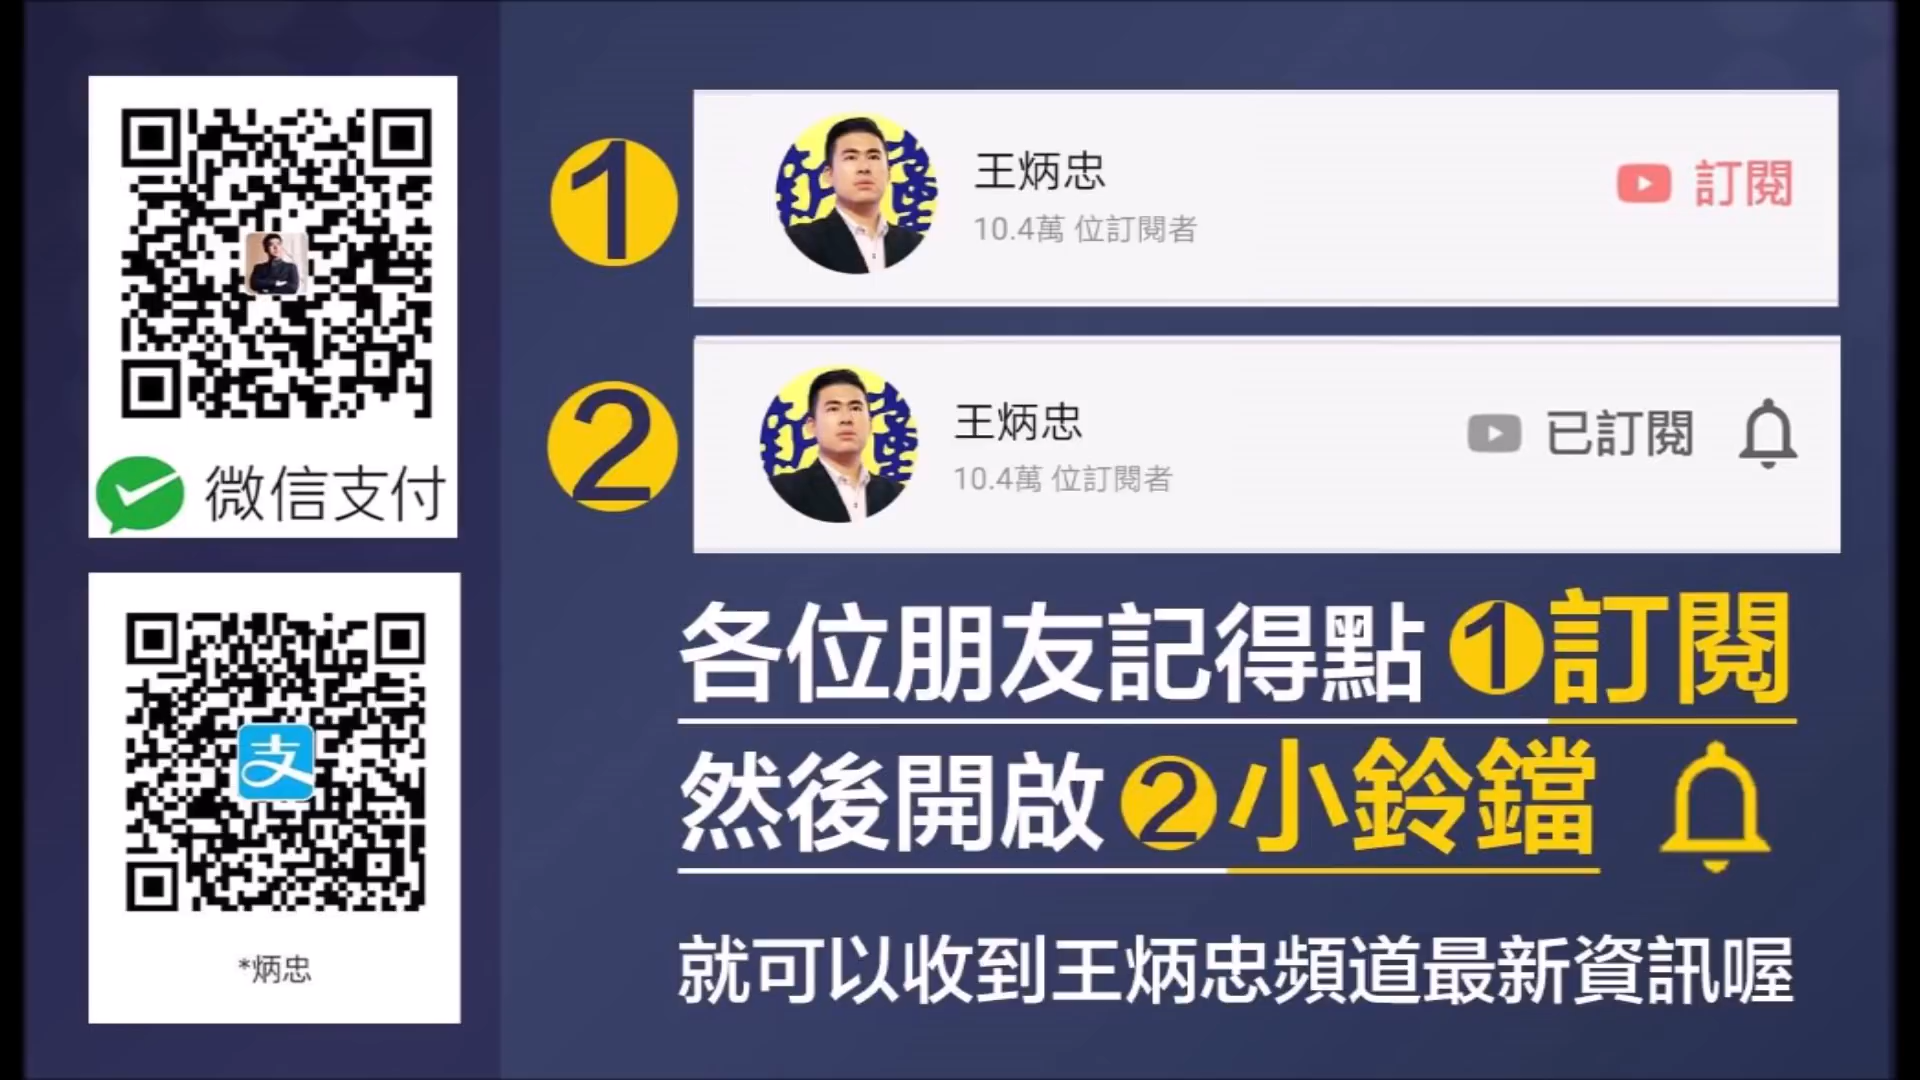 微信支付
支
*炳忠
1
王炳忠
10.4萬 位訂閱者
訂閱
2
王炳忠
10.4萬 位訂閱者
已訂閱
各位朋友記得點1訂閱
然後開啟2小鈴鐺
就可以收到王炳忠頻道最新資訊喔